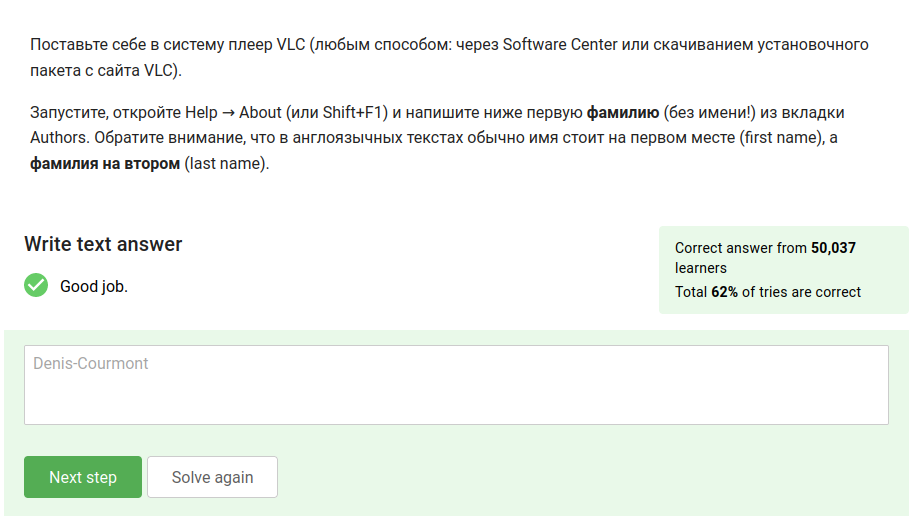 Поставьте себе в систему плеер VLC (любым способом: через Software Center или скачиванием установочного
пакета с сайта VLC).
Запустите, откройте Help → About (или Shift+F1) и напишите ниже первую фамилию (без имени!) из вкладки
Authors. Обратите внимание, что в англоязычных текстах обычно имя стоит на первом месте (first name), а
фамилия на втором (last name).
Write text answer
Good job.
Correct answer from 50,037
learners
Total 62% of tries are correct
Denis-Courmont
Next step
Solve again